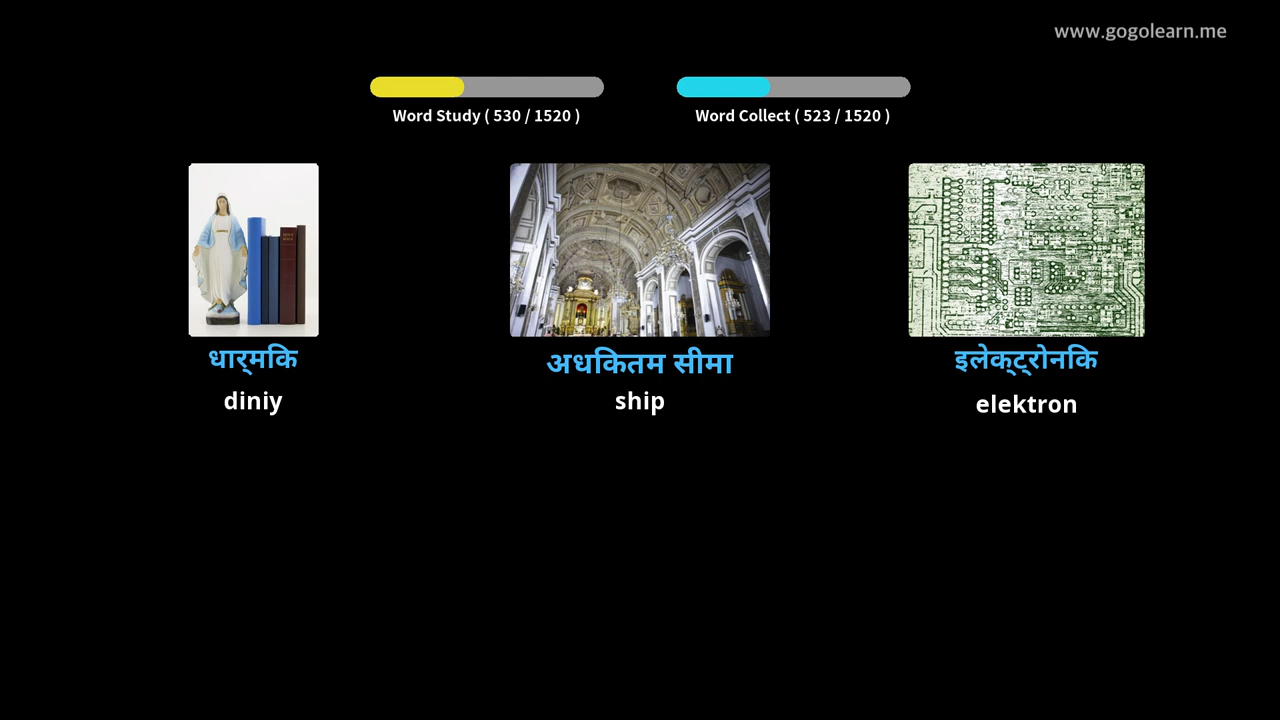 www.gogolearn.me
Word Study ( 530 / 1520 )
Word Collect ( 523 / 1520 )
धार्मकि
अधकितम सीमा
इलेक्ट्रोनकि
diniy
ship
elektron